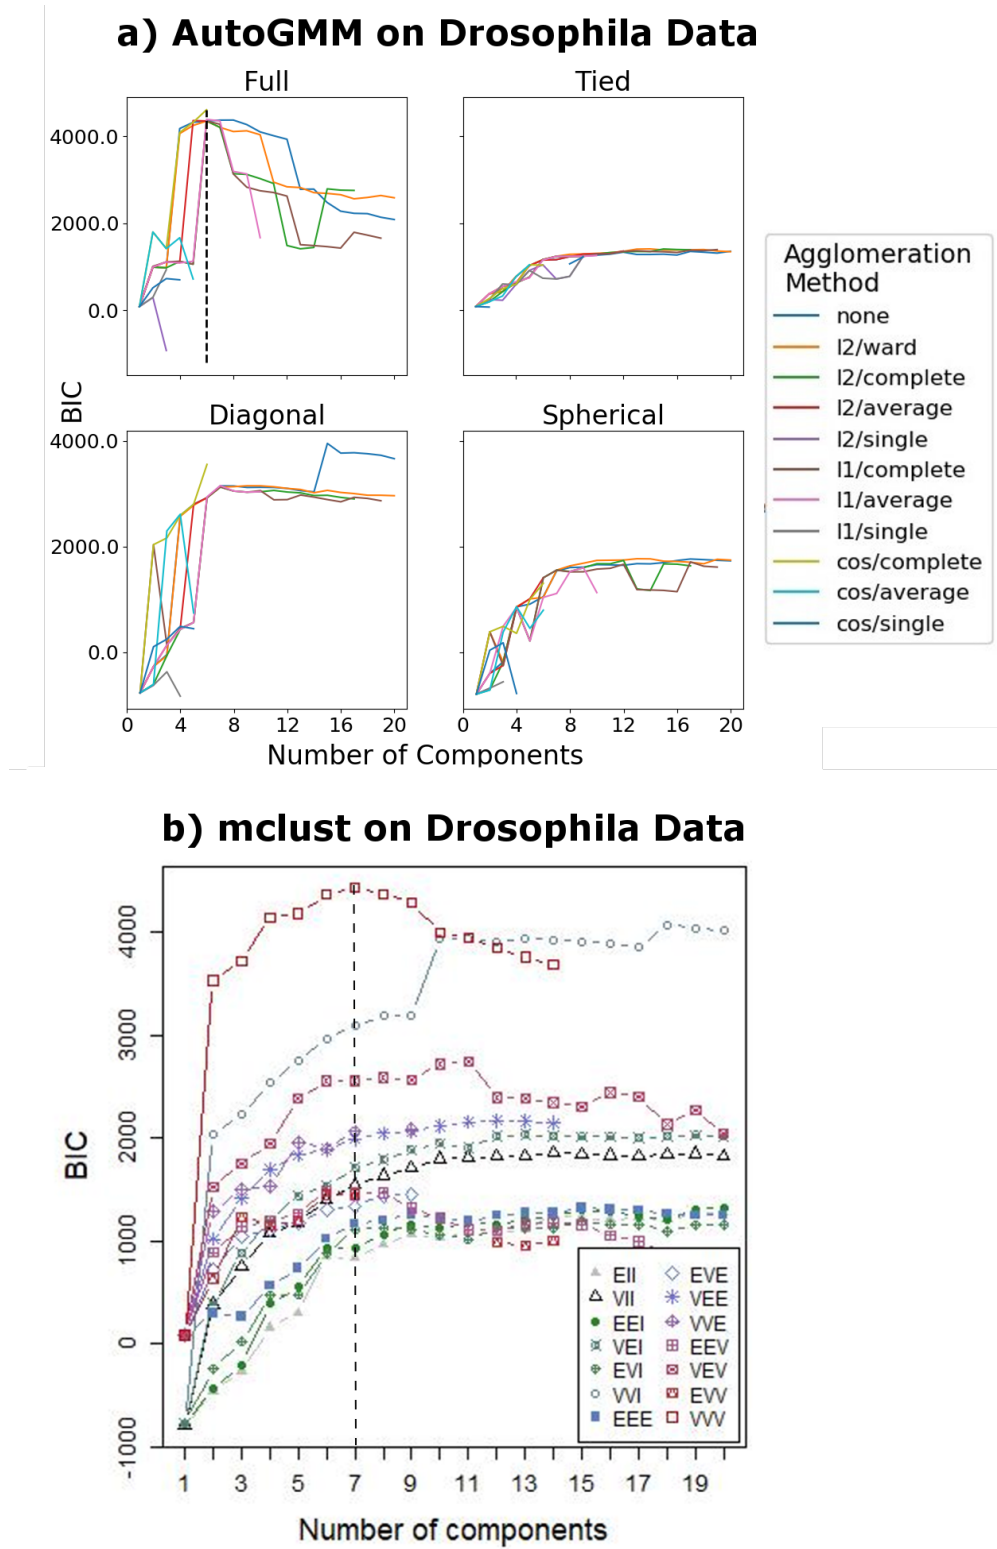 a) AutoGMM on Drosophila Data
Full
Tied
4000.0
2000.0
0.0
BIC
Diagonal
Spherical
4000.0
2000.0
0.0
0 4 8 12 16 20
0 4 8 12 16 20
Number of Components
Agglomeration
Method
none
l2/ward
l2/complete
l2/average
l2/single
l1/complete
l1/average
l1/single
cos/complete
cos/average
cos/single
b) mclust on Drosophila Data
BIC
4000
3000
2000
1000
0
-1000
EII
VII
EEI
VEI
EVI
VVI
EEE
EVE
VEE
VVE
EEV
VEV
EVV
VVV
1 3 5 7 9 11 13 15 17 19
Number of components